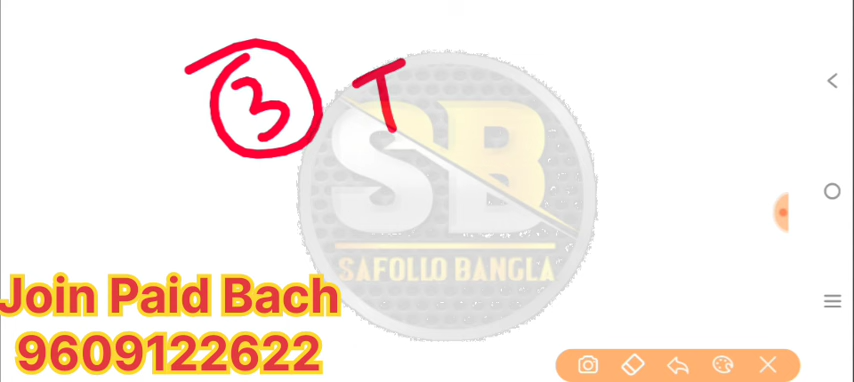 3 T
SB
SAFOLLO BANGLA
Join Paid Bach
9609122622